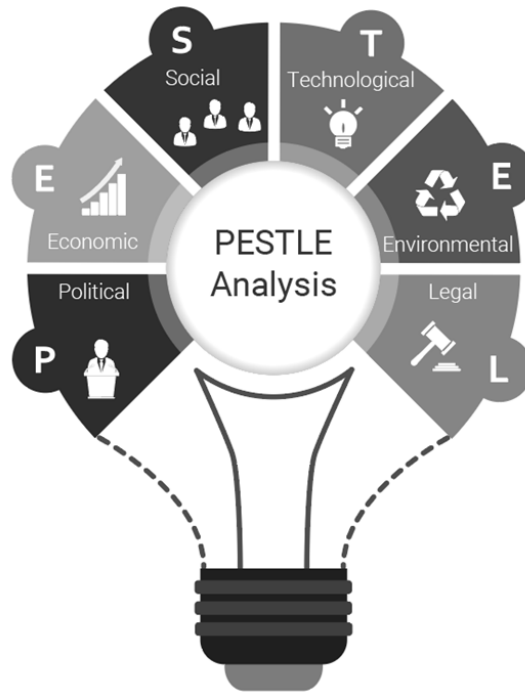 S
Social
T
Technological
E
Economic
E
Environmental
PESTLE
Analysis
Political
P
Legal
L